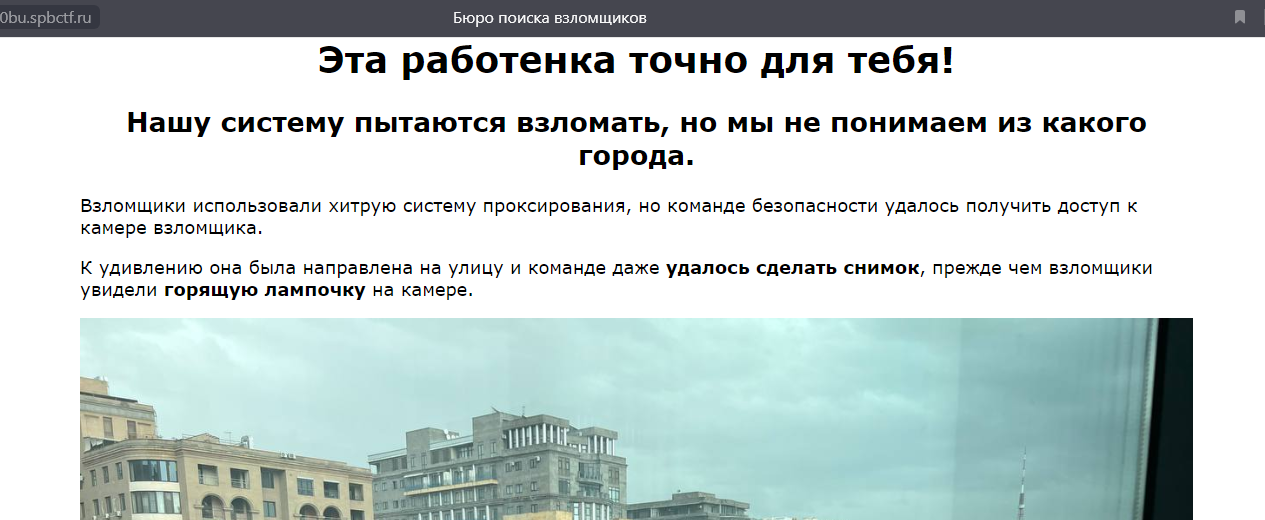 0bu.spbctf.ru
Бюро поиска взломщиков
Эта работенка точно для тебя!
Нашу систему пытаются взломать, но мы не понимаем из какого
города.
Взломщики использовали хитрую систему проксирования, но команде безопасности удалось получить доступ к
камере взломщика.
К удивлению она была направлена на улицу и команде даже удалось сделать снимок, прежде чем взломщики
увидели горящую лампочку на камере.